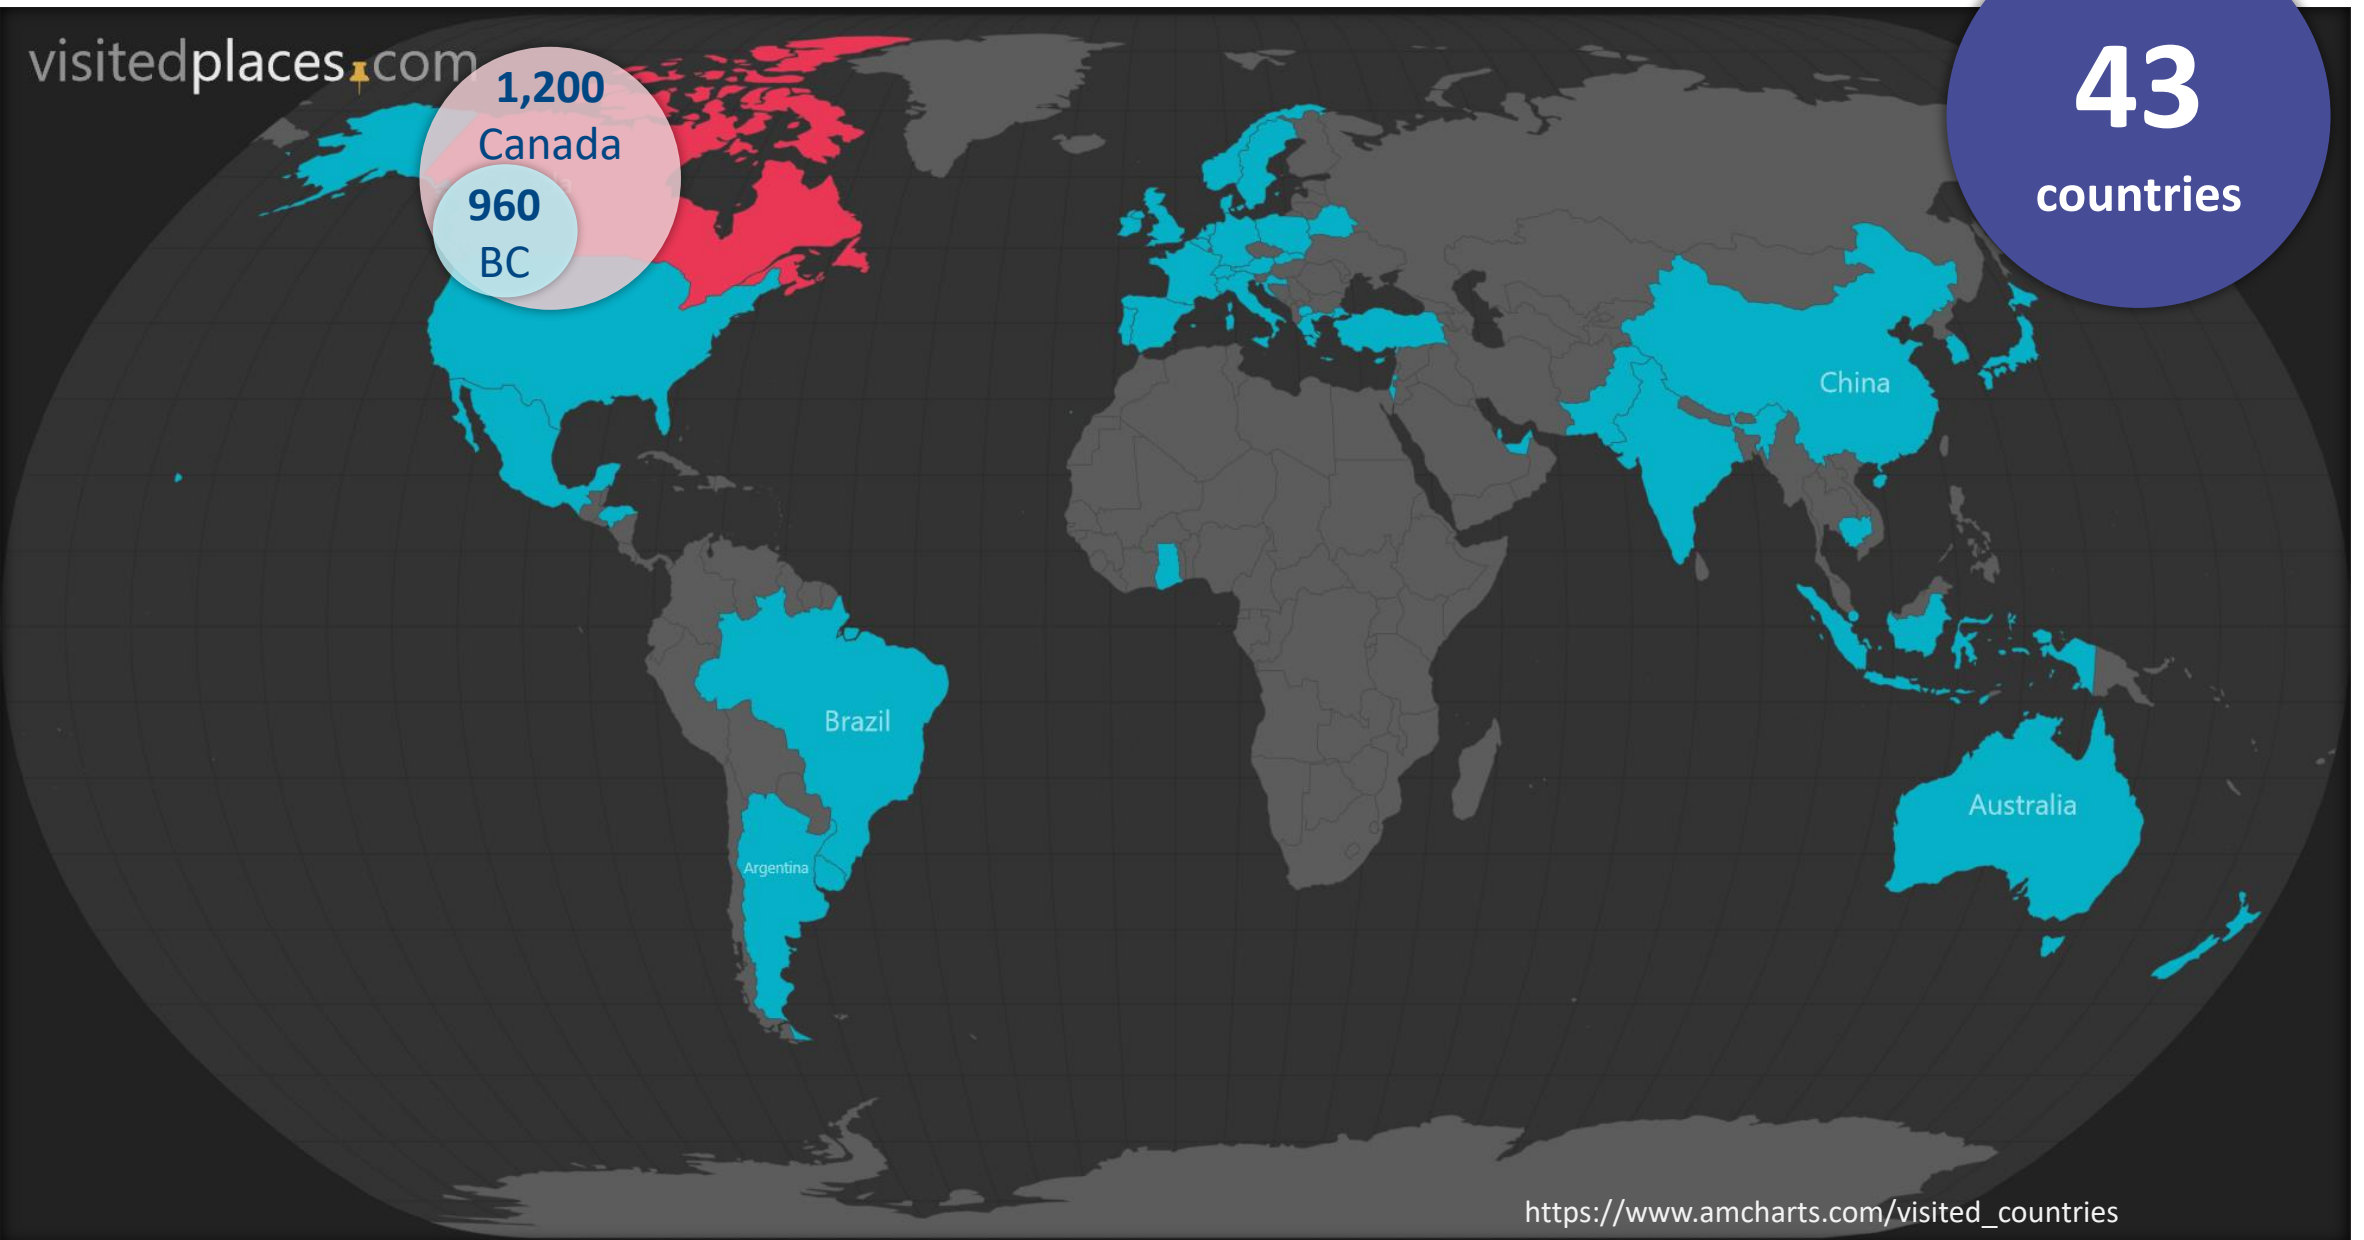 visitedplaces.com
1,200
Canada
960
BC
43
countries
China
Brazil
Australia
Argentina
https://www.amcharts.com/visited_countries